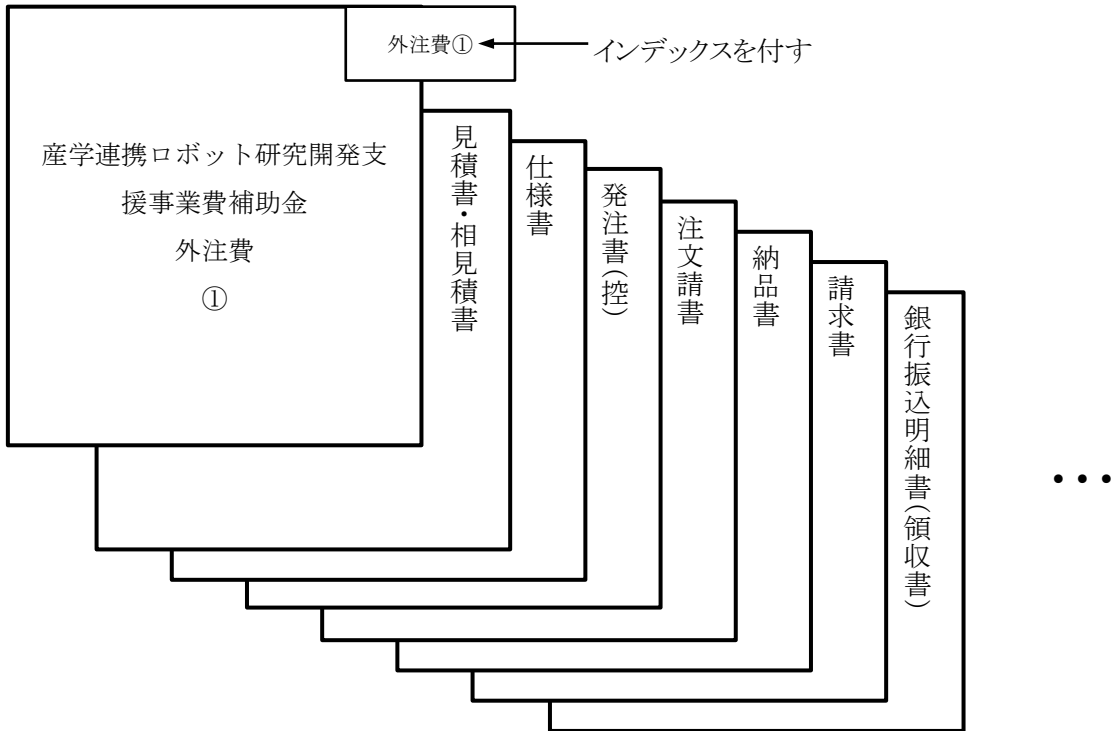 外注費①
インデックスを付す
産学連携ロボット研究開発支
援事業費補助金
外注費
①
見積書・相見積書
仕様書
発注書(控)
注文請書
納品書
請求書
銀行振込明細書(領収書)
・・・